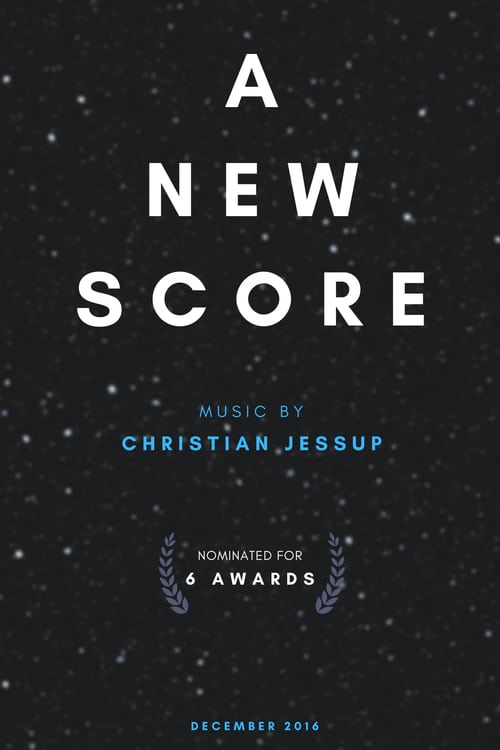 A
NEW
SCORE
MUSIC BY
CHRISTIAN JESSUP
NOMINATED FOR
6 AWARDS
DECEMBER 2016